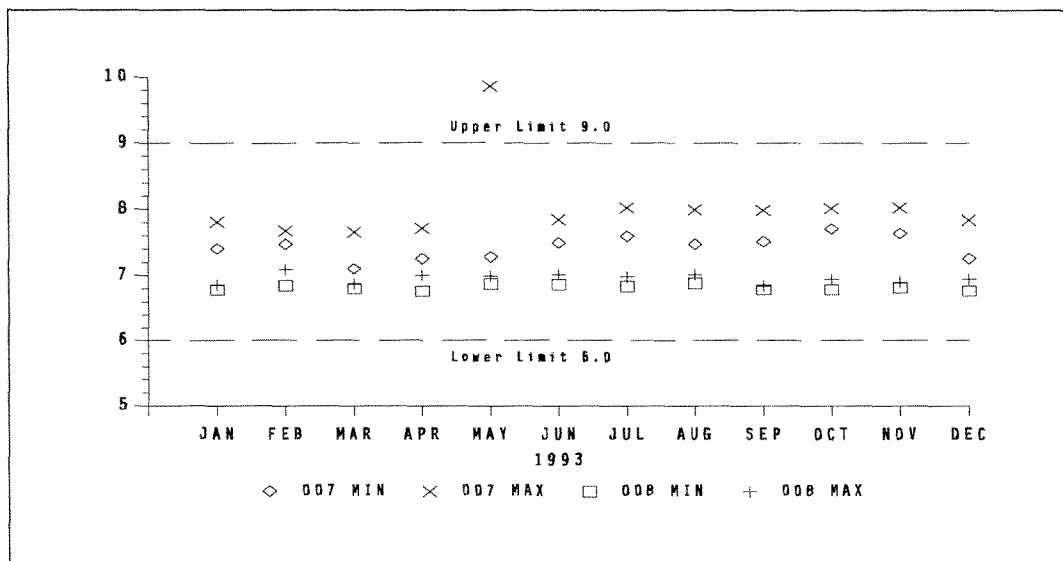 10
Upper Limit 9.0
9
8
7
6
Lower Limit 6.0
5
JAN FEB MAR APR MAY JUN JUL AUG SEP OCT NOV DEC
1993
007 MIN 007 MAX 008 MIN 008 MAX